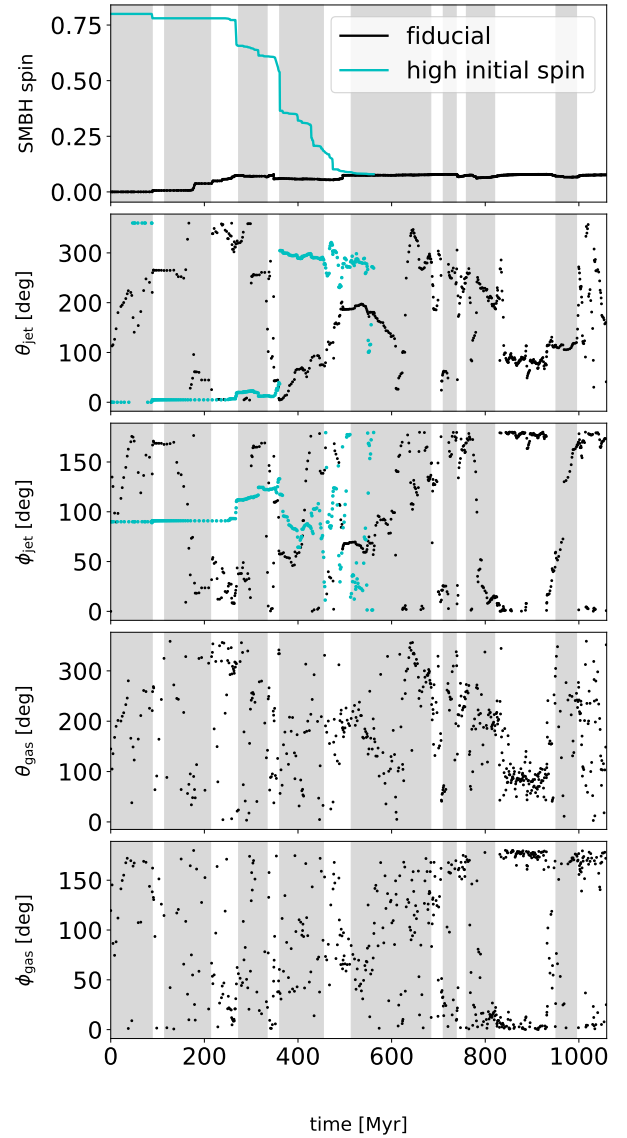 0.75
0.50
0.25
0.00
SMBH spin
fiducial
high initial spin
300
200
100
0
θjet [deg]
150
100
50
0
ϕjet [deg]
300
200
100
0
θgas [deg]
150
100
50
0
ϕgas [deg]
0 200 400 600 800 1000
time [Myr]